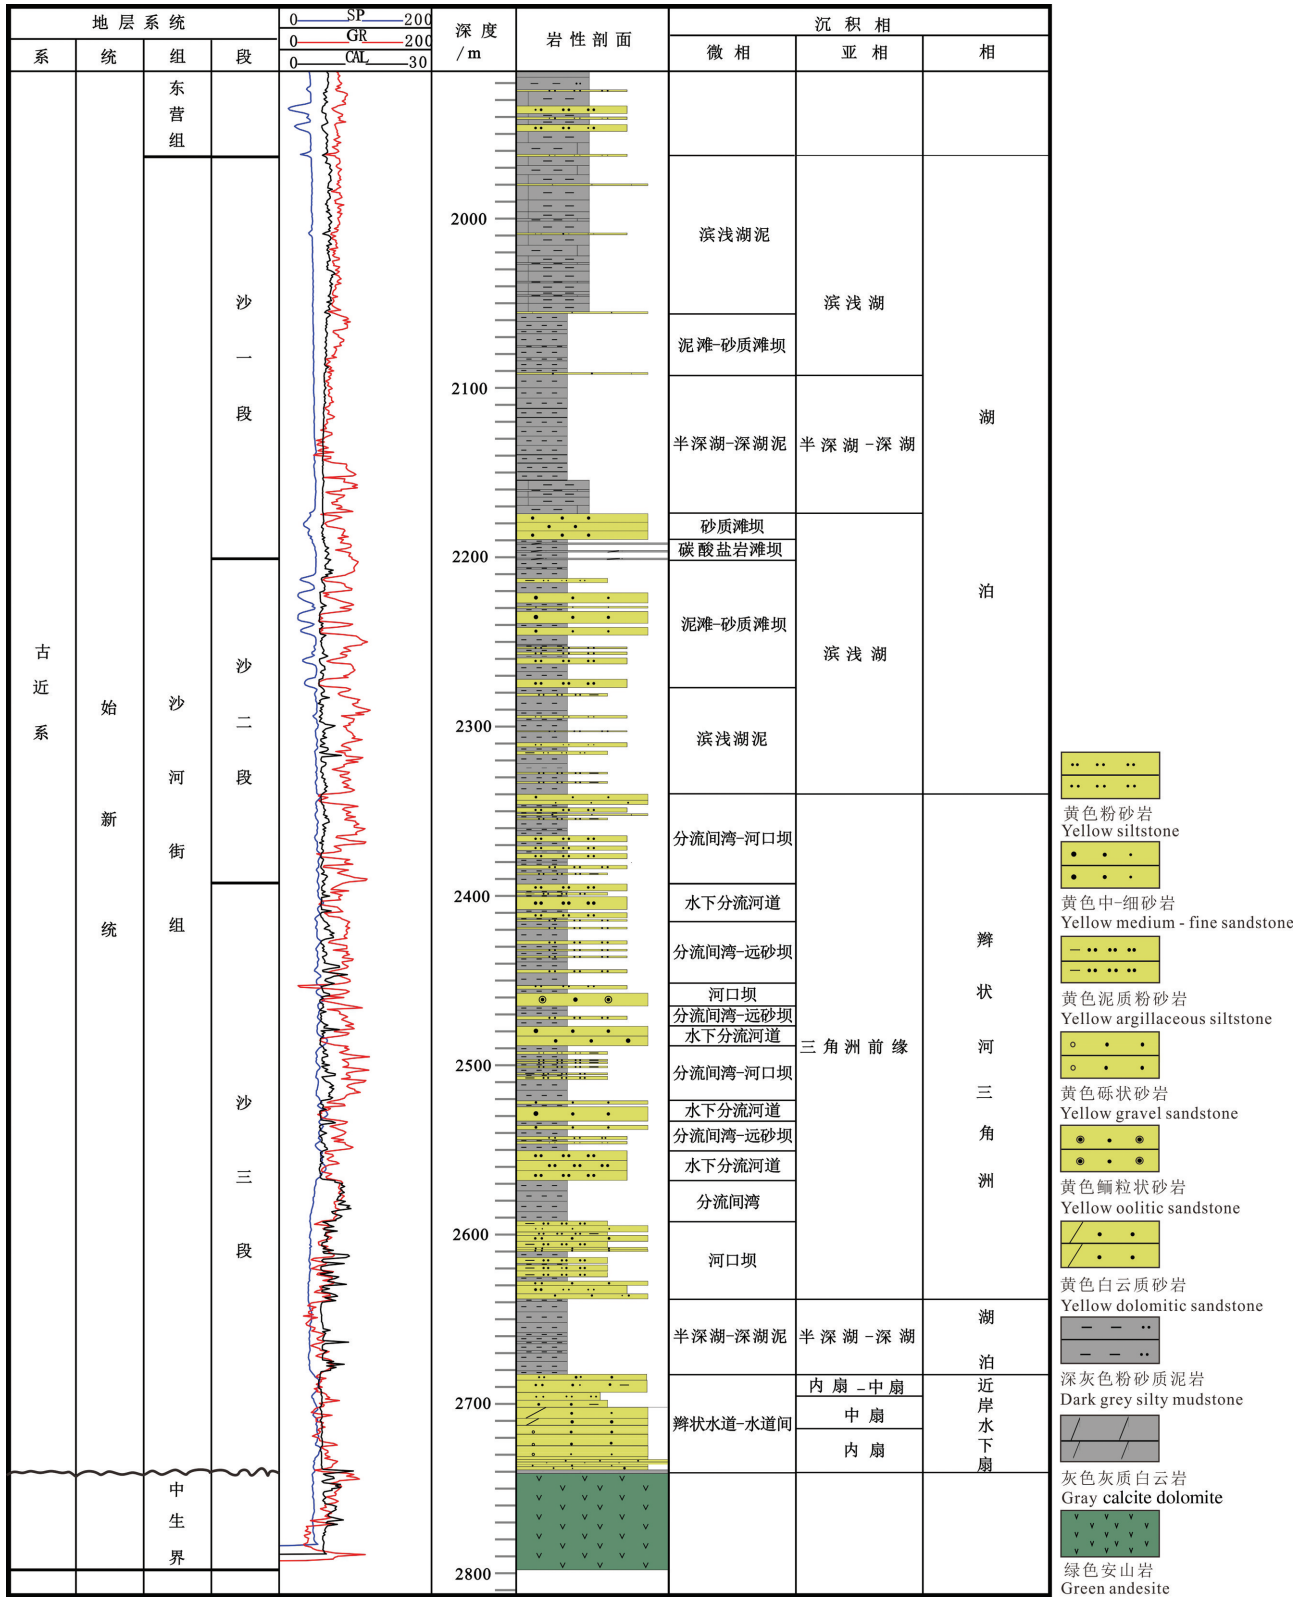 地层系统
系
统
组
段
0 SP 200
0 GR 200
0 CAL 30
深度
/m
岩性剖面
沉积相
微相
亚相
相
古近系
始新统
东营组
沙河街组
中生界
沙一段
沙二段
沙三段
2000
2100
2200
2300
2400
2500
2600
2700
2800
滨浅湖泥
泥滩-砂质滩坝
半深湖-深湖泥
砂质滩坝
碳酸盐岩滩坝
泥滩-砂质滩坝
滨浅湖泥
分流间湾-河口坝
水下分流河道
分流间湾-远砂坝
河口坝
分流间湾-远砂坝
水下分流河道
分流间湾-河口坝
水下分流河道
分流间湾-远砂坝
水下分流河道
分流间湾
河口坝
半深湖-深湖泥
辫状水道-水道间
滨浅湖
半深湖-深湖
滨浅湖
三角洲前缘
半深湖-深湖
内扇-中扇
中扇
内扇
湖泊
辫状河三角洲
湖泊
近岸水下扇
黄色粉砂岩
Yellow siltstone
黄色中-细砂岩
Yellow medium - fine sandstone
黄色泥质粉砂岩
Yellow argillaceous siltstone
黄色砾状砂岩
Yellow gravel sandstone
黄色鲕粒状砂岩
Yellow oolitic sandstone
黄色白云质砂岩
Yellow dolomitic sandstone
深灰色粉砂质泥岩
Dark grey silty mudstone
灰色灰质白云岩
Gray calcite dolomite
绿色安山岩
Green andesite